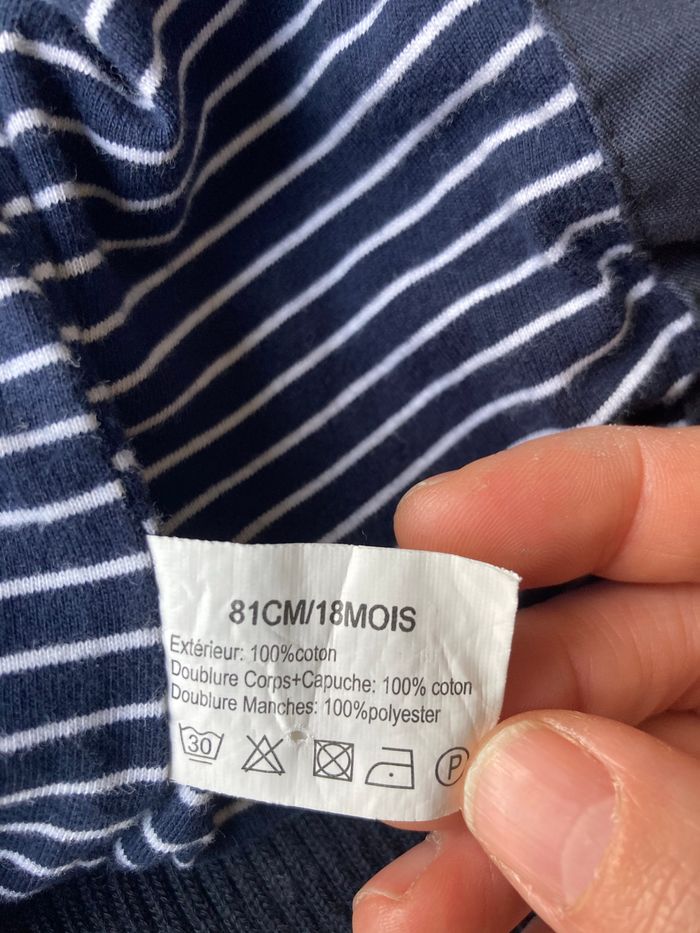 81CM/18MOIS
Extérieur: 100%coton
Doublure Corps+Capuche: 100% coton
Doublure Manches: 100%polyester
30 P